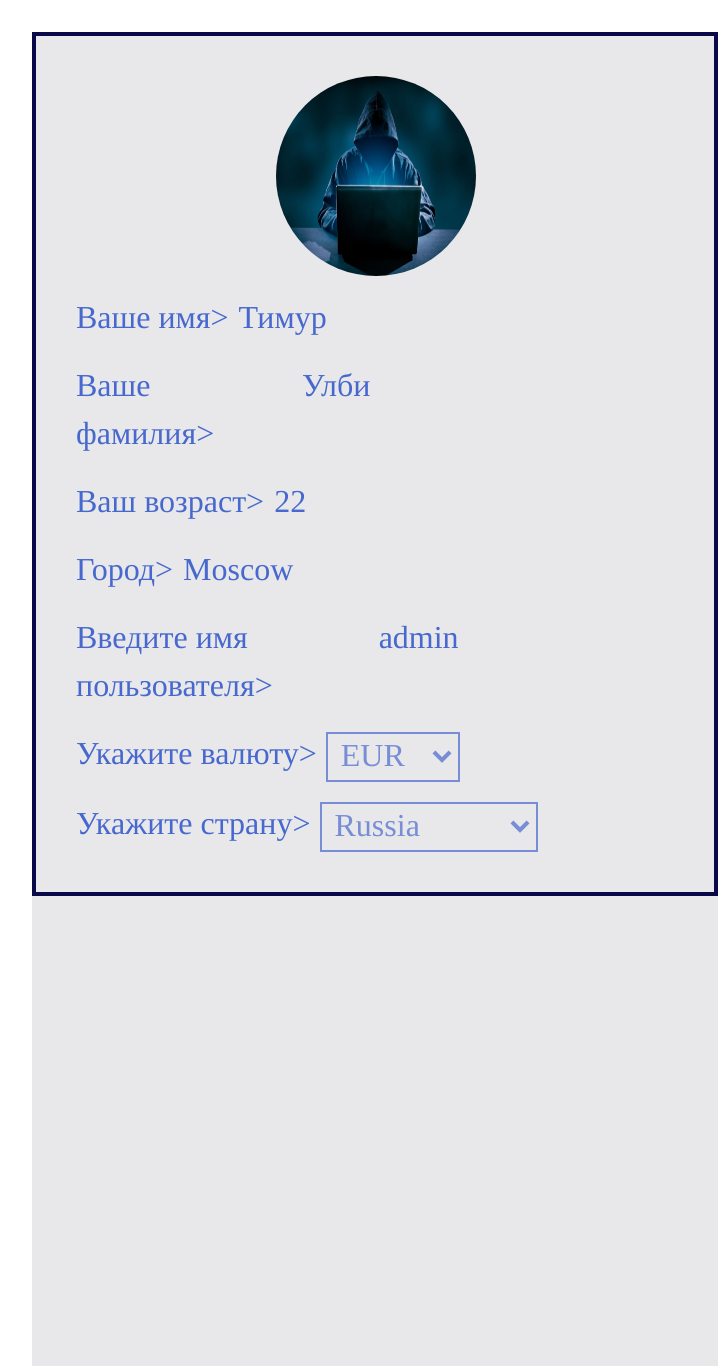 Ваше имя> Тимур
Ваше Улби
фамилия>
Ваш возраст> 22
Город> Moscow
Введите имя admin
пользователя>
Укажите валюту> EUR
Укажите страну> Russia